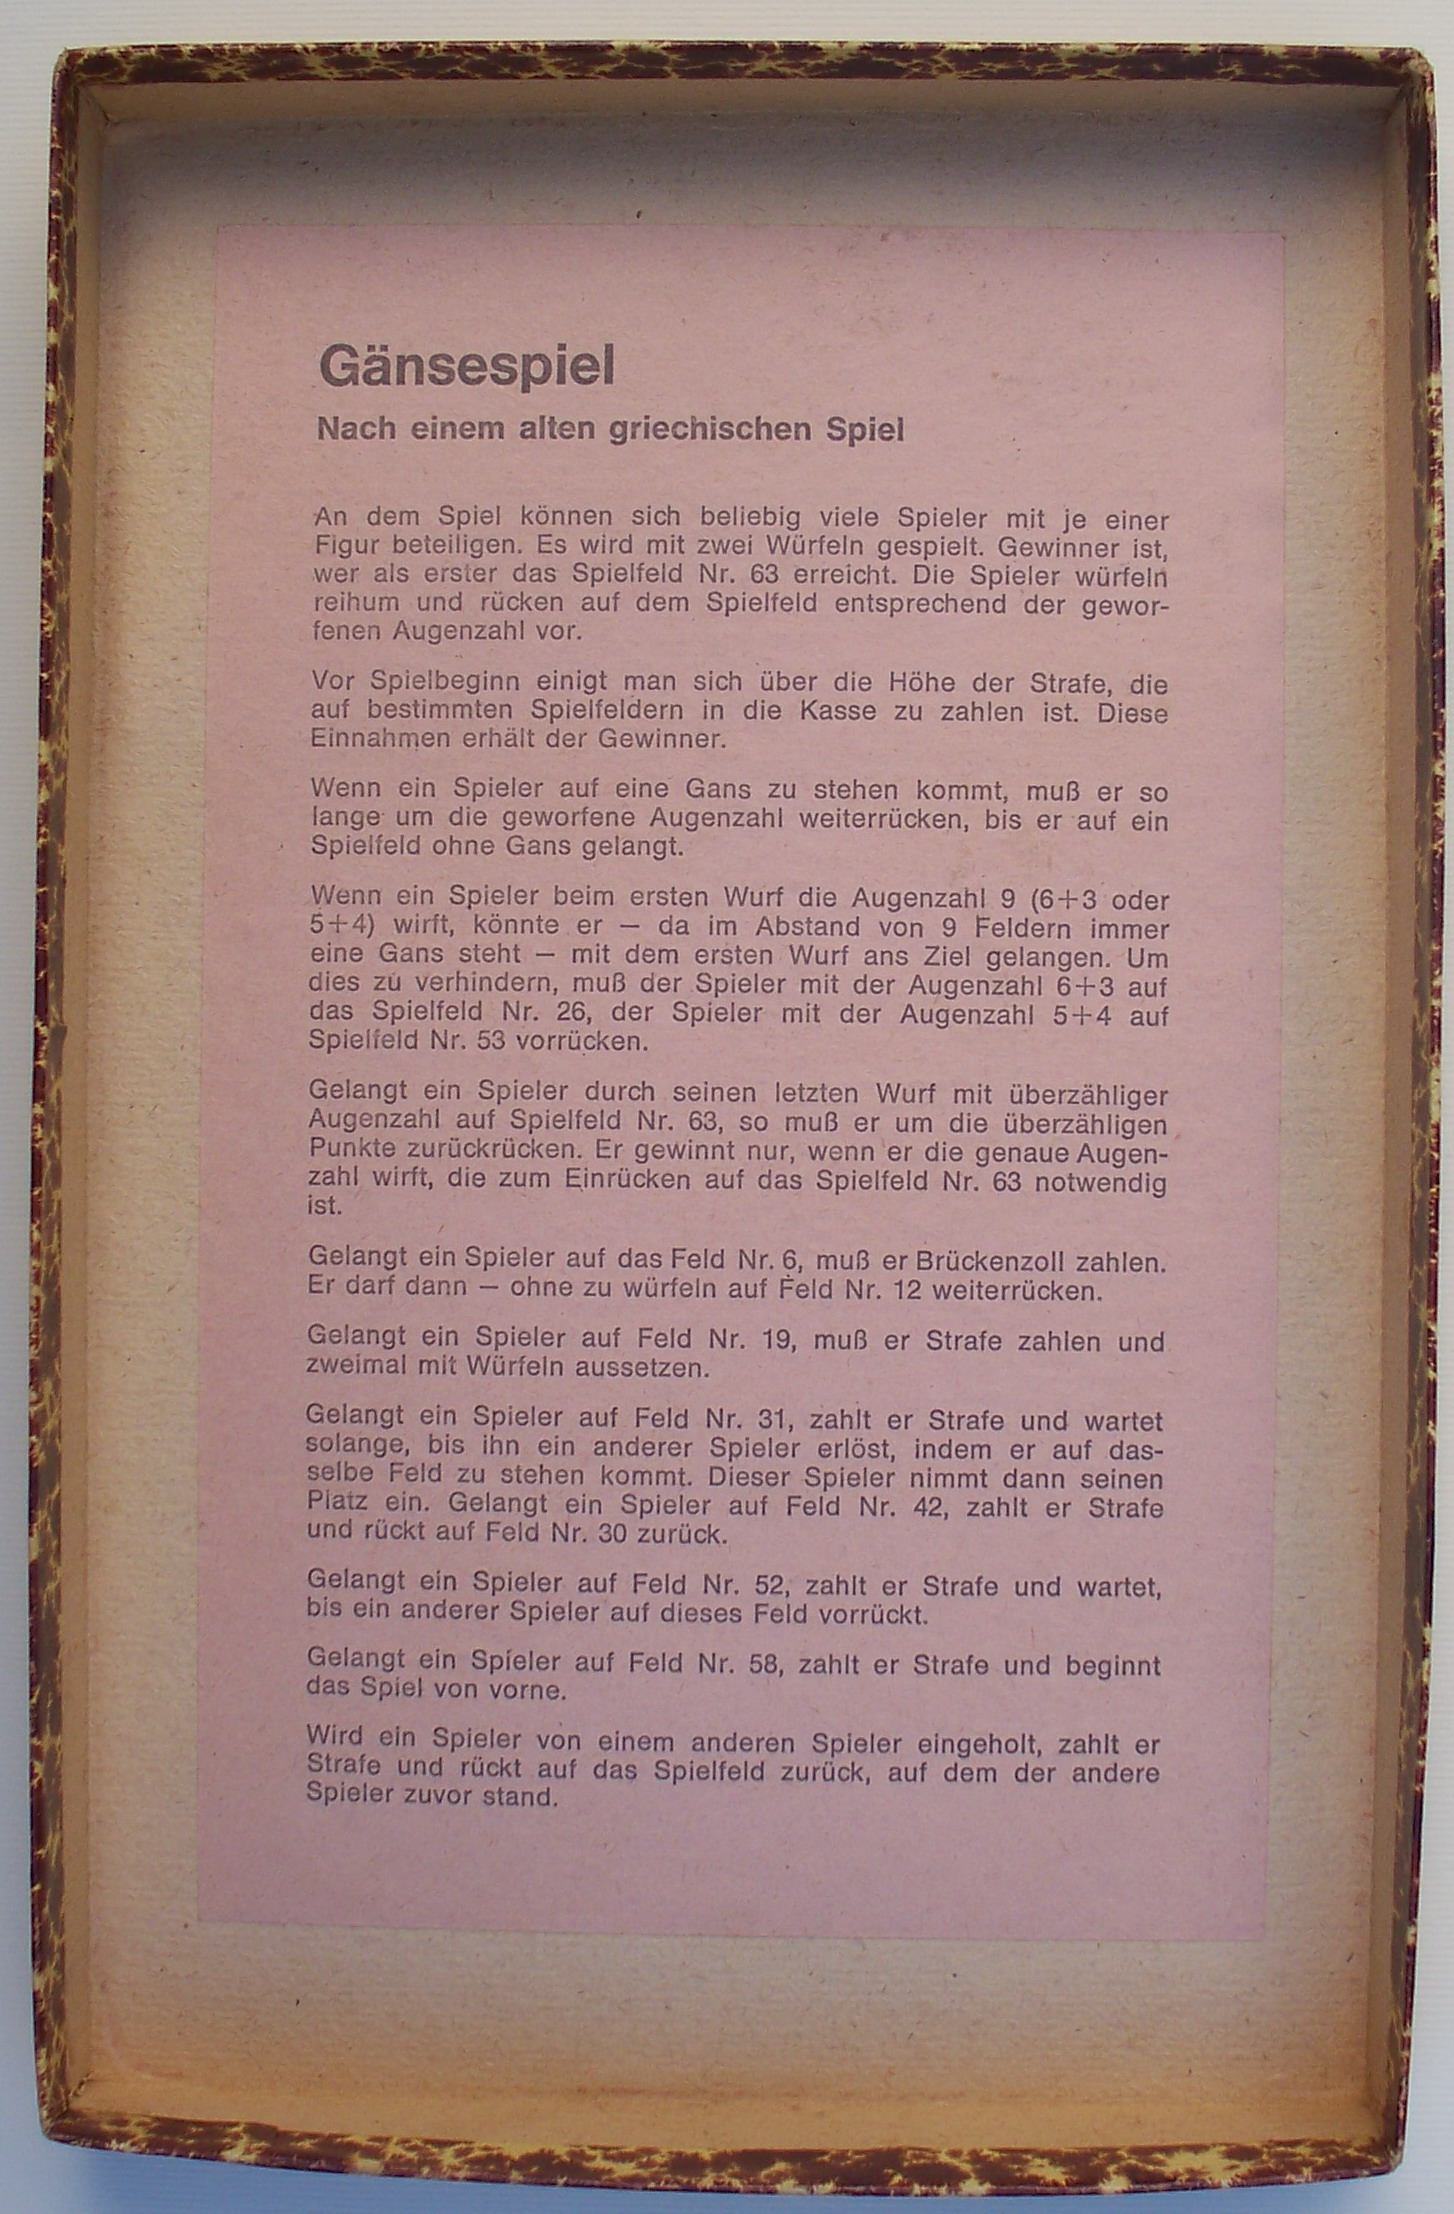 Gänsespiel
Nach einem alten griechischen Spiel
An dem Spiel können sich beliebig viele Spieler mit je einer
Figur beteiligen. Es wird mit zwei Würfeln gespielt. Gewinner ist,
wer als erster das Spielfeld Nr. 63 erreicht. Die Spieler würfeln
reihum und rücken auf dem Spielfeld entsprechend der gewor-
fenen Augenzahl vor.
Vor Spielbeginn einigt man sich über die Höhe der Strafe, die
auf bestimmten Spielfeldern in die Kasse zu zahlen ist. Diese
Einnahmen erhält der Gewinner.
Wenn ein Spieler auf eine Gans zu stehen kommt, muß er so
lange um die geworfene Augenzahl weiterrücken, bis er auf ein
Spielfeld ohne Gans gelangt.
Wenn ein Spieler beim ersten Wurf die Augenzahl 9 (6+3 oder
5+4) wirft, könnte er — da im Abstand von 9 Feldern immer
eine Gans steht — mit dem ersten Wurf ans Ziel gelangen. Um
dies zu verhindern, muß der Spieler mit der Augenzahl 6+3 auf
das Spielfeld Nr. 26, der Spieler mit der Augenzahl 5+4 auf
Spielfeld Nr. 53 vorrücken.
Gelangt ein Spieler durch seinen letzten Wurf mit überzähliger
Augenzahl auf Spielfeld Nr. 63, so muß er um die überzähligen
Punkte zurückrücken. Er gewinnt nur, wenn er die genaue Augen-
zahl wirft, die zum Einrücken auf das Spielfeld Nr. 63 notwendig
ist.
Gelangt ein Spieler auf das Feld Nr. 6, muß er Brückenzoll zahlen.
Er darf dann — ohne zu würfeln auf Feld Nr. 12 weiterrücken.
Gelangt ein Spieler auf Feld Nr. 19, muß er Strafe zahlen und
zweimal mit Würfeln aussetzen.
Gelangt ein Spieler auf Feld Nr. 31, zahlt er Strafe und wartet
solange, bis ihn ein anderer Spieler erlöst, indem er auf das-
selbe Feld zu stehen kommt. Dieser Spieler nimmt dann seinen
Platz ein. Gelangt ein Spieler auf Feld Nr. 42, zahlt er Strafe
und rückt auf Feld Nr. 30 zurück.
Gelangt ein Spieler auf Feld Nr. 52, zahlt er Strafe und wartet,
bis ein anderer Spieler auf dieses Feld vorrückt.
Gelangt ein Spieler auf Feld Nr. 58, zahlt er Strafe und beginnt
das Spiel von vorne.
Wird ein Spieler von einem anderen Spieler eingeholt, zahlt er
Strafe und rückt auf das Spielfeld zurück, auf dem der andere
Spieler zuvor stand.